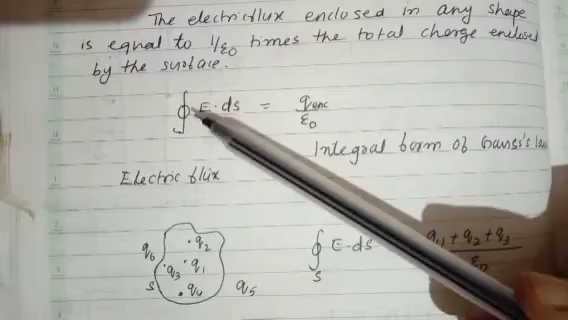 The electric flux enclosed in any shape
is equal to 1/ε0 times the total charge enclosed
by the surface.
∮ E·ds = qenc/ε0
Integral form of Gauss's law
Electric flux
q6 q2 q3 q1 S q4 q5
∮S E·ds q1+q2+q3 / ε0